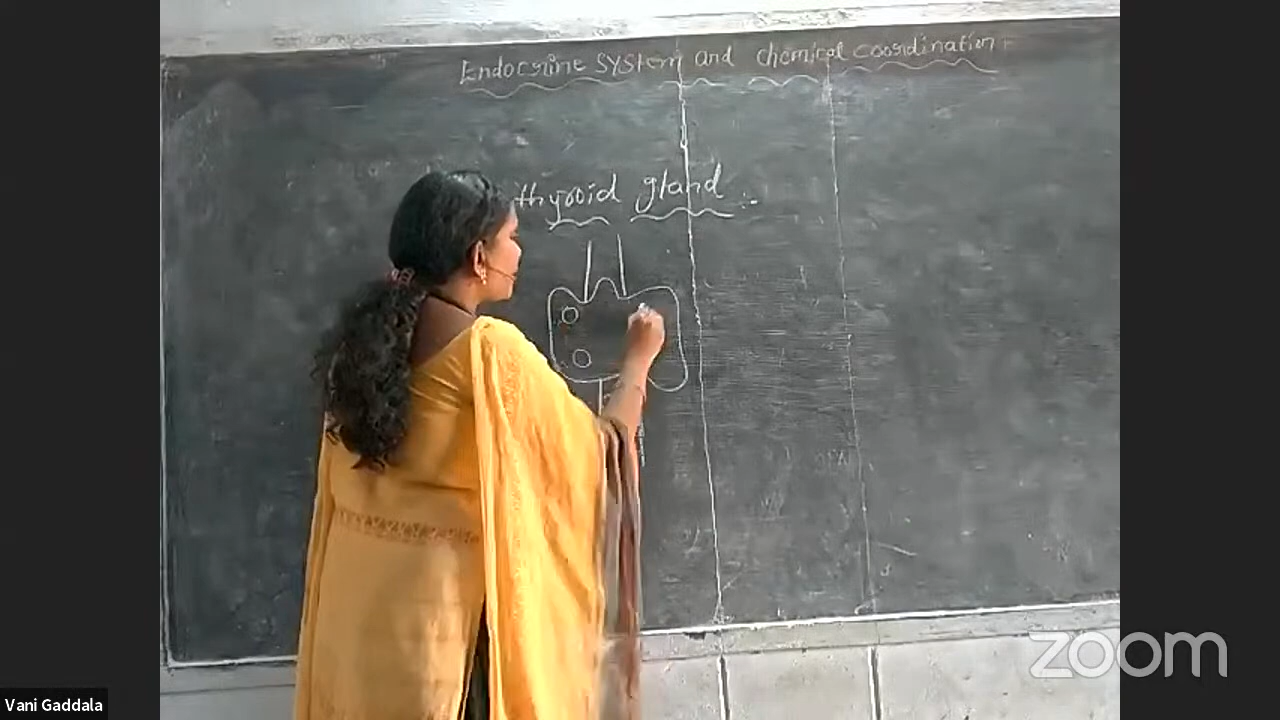 Endocrine system and chemical coordination
thyroid gland :-
Vani Gaddala
zoom